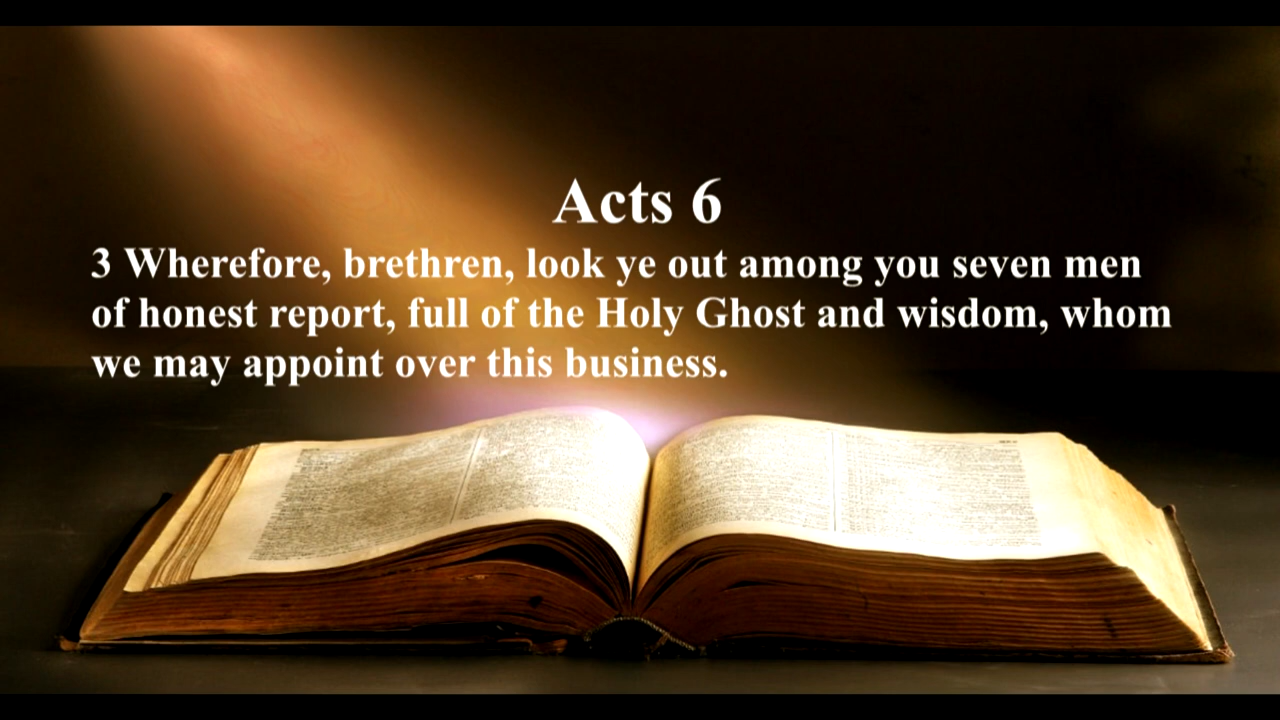 Acts 6
3 Wherefore, brethren, look ye out among you seven men
of honest report, full of the Holy Ghost and wisdom, whom
we may appoint over this business.